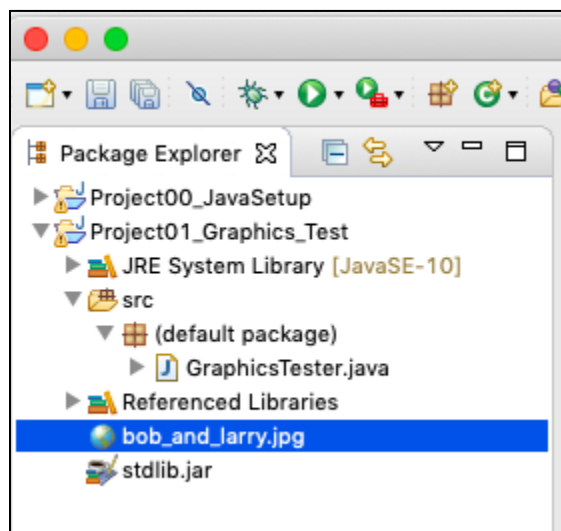 Package Explorer
Project00_JavaSetup
Project01_Graphics_Test
JRE System Library [JavaSE-10]
src
(default package)
GraphicsTester.java
Referenced Libraries
bob_and_larry.jpg
stdlib.jar